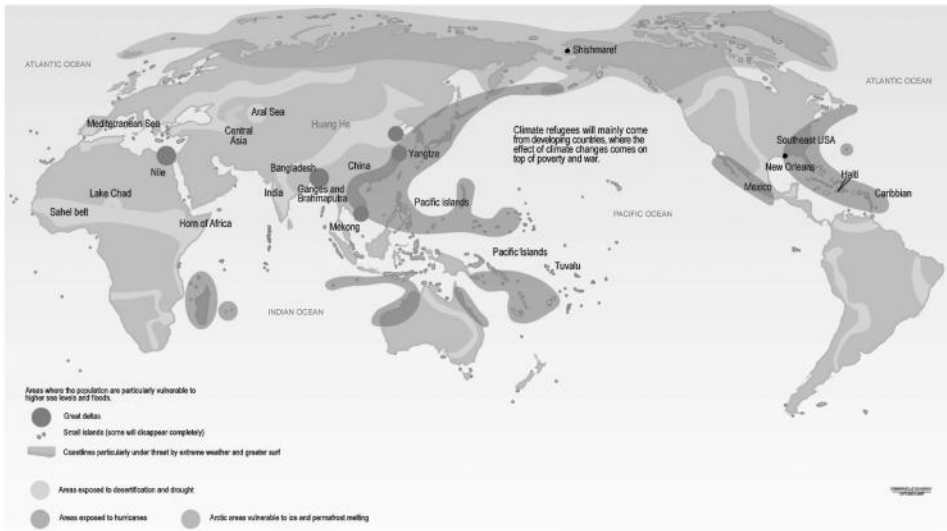 Shishmaref
ATLANTIC OCEAN
ATLANTIC OCEAN
Aral Sea
Mediterranean Sea
Huang He
Central
Asia
Climate refugees will mainly come
from developing countries, where the
effect of climate changes comes on
top of poverty and war.
Southeast USA
Yangtza
New Orleans
Nile
Bangladesh
China
Haiti
Lake Chad
India
Ganges and
Brahmaputra
Mexico
Caribbian
Sahel belt
Pacific islands
Horn of Africa
Mekong
PACIFIC OCEAN
Pacific Islands
Tuvalu
INDIAN OCEAN
Areas where the population are particularly vulnerable to
higher sea levels and floods.
Great deltas
Small islands (some will disappear completely)
Coastlines particularly under threat by extreme weather and greater surf
Areas exposed to desertification and drought
Areas exposed to hurricanes
Arctic areas vulnerable to ice and permafrost melting